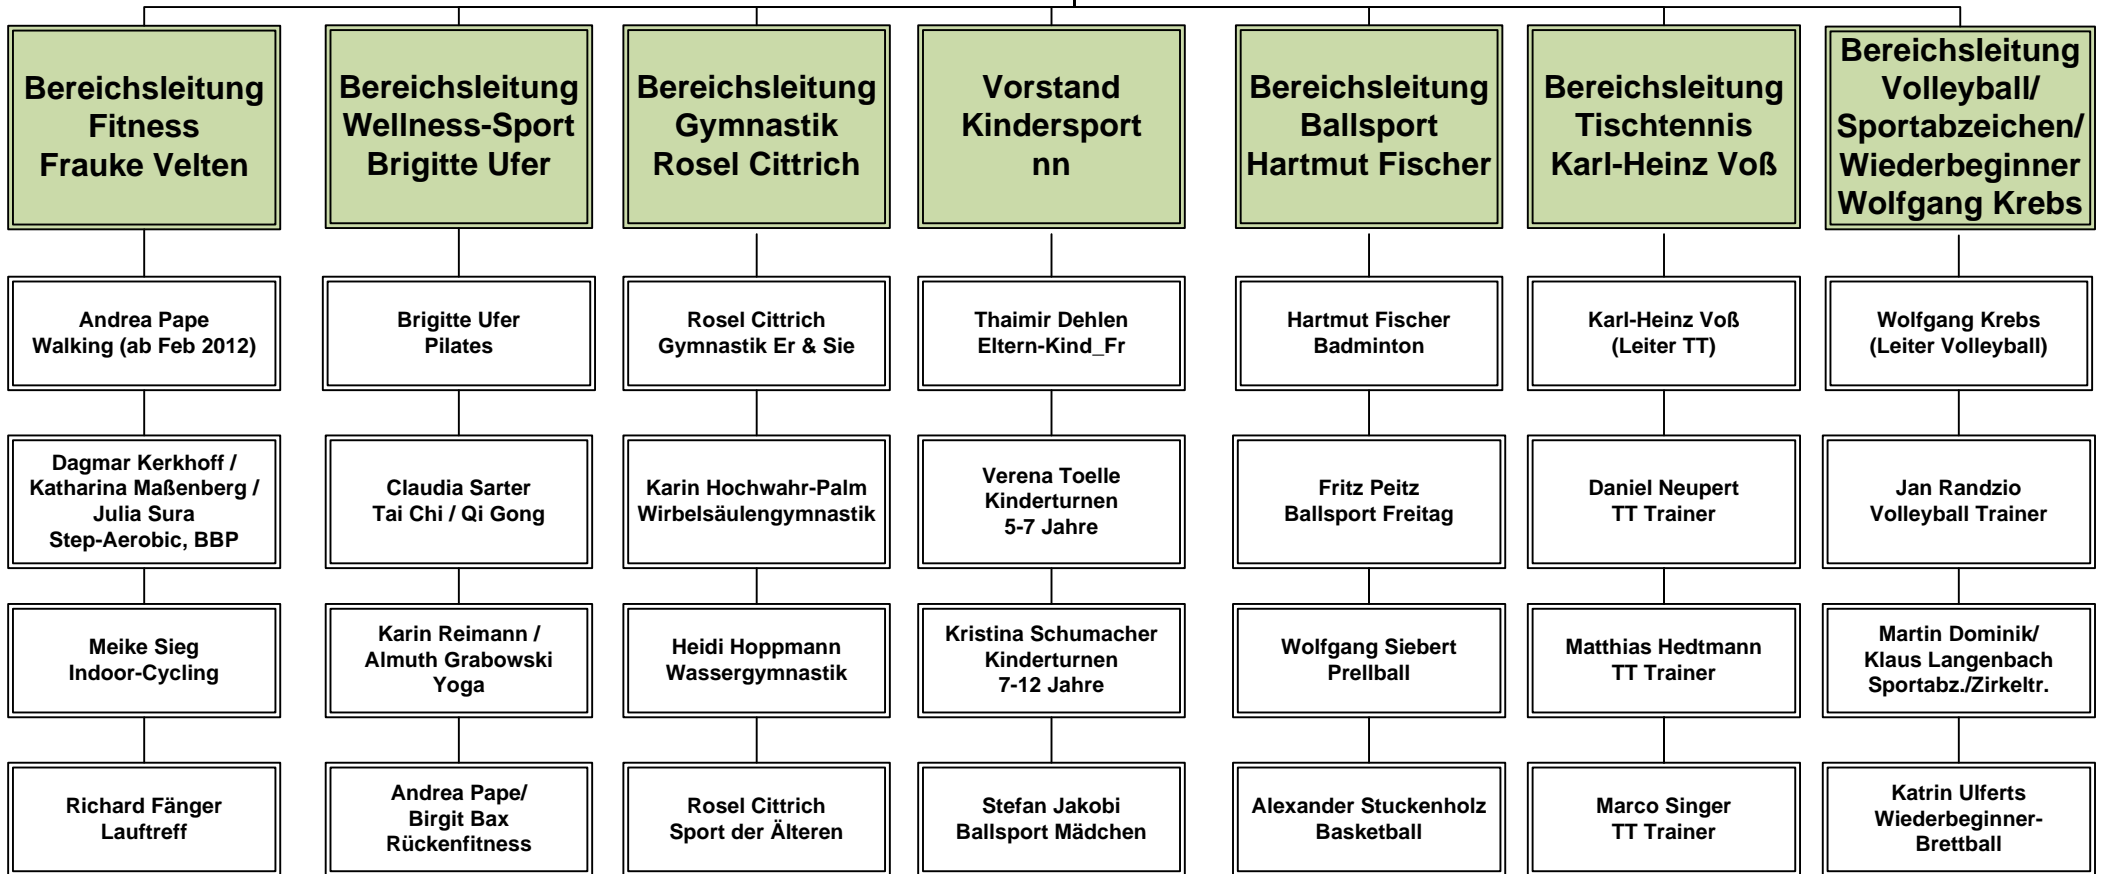 Bereichsleitung
Fitness
Frauke Velten
Bereichsleitung
Wellness-Sport
Brigitte Ufer
Bereichsleitung
Gymnastik
Rosel Cittrich
Vorstand
Kindersport
nn
Bereichsleitung
Ballsport
Hartmut Fischer
Bereichsleitung
Tischtennis
Karl-Heinz Voß
Bereichsleitung
Volleyball/
Sportabzeichen/
Wiederbeginner
Wolfgang Krebs
Andrea Pape
Walking (ab Feb 2012)
Brigitte Ufer
Pilates
Rosel Cittrich
Gymnastik Er & Sie
Thaimir Dehlen
Eltern-Kind_Fr
Hartmut Fischer
Badminton
Karl-Heinz Voß
(Leiter TT)
Wolfgang Krebs
(Leiter Volleyball)
Dagmar Kerkhoff /
Katharina Maßenberg /
Julia Sura
Step-Aerobic, BBP
Claudia Sarter
Tai Chi / Qi Gong
Karin Hochwahr-Palm
Wirbelsäulengymnastik
Verena Toelle
Kinderturnen
5-7 Jahre
Fritz Peitz
Ballsport Freitag
Daniel Neupert
TT Trainer
Jan Randzio
Volleyball Trainer
Meike Sieg
Indoor-Cycling
Karin Reimann /
Almuth Grabowski
Yoga
Heidi Hoppmann
Wassergymnastik
Kristina Schumacher
Kinderturnen
7-12 Jahre
Wolfgang Siebert
Prellball
Matthias Hedtmann
TT Trainer
Martin Dominik/
Klaus Langenbach
Sportabz./Zirkeltr.
Richard Fänger
Lauftreff
Andrea Pape/
Birgit Bax
Rückenfitness
Rosel Cittrich
Sport der Älteren
Stefan Jakobi
Ballsport Mädchen
Alexander Stuckenholz
Basketball
Marco Singer
TT Trainer
Katrin Ulferts
Wiederbeginner-
Brettball